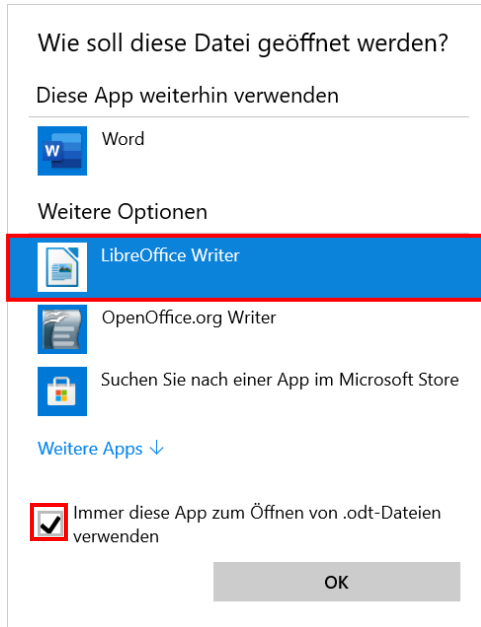 Wie soll diese Datei geöffnet werden?
Diese App weiterhin verwenden
W
Word
Weitere Optionen
LibreOffice Writer
OpenOffice.org Writer
Suchen Sie nach einer App im Microsoft Store
Weitere Apps ↓
Immer diese App zum Öffnen von .odt-Dateien
verwenden
OK